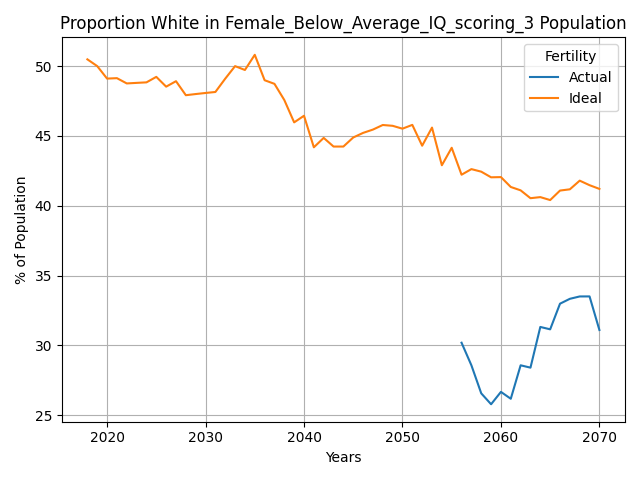 Proportion White in Female_Below_Average_IQ_scoring_3 Population
Fertility
Actual
Ideal
% of Population
50
45
40
35
30
25
2020
2030
2040
2050
2060
2070
Years